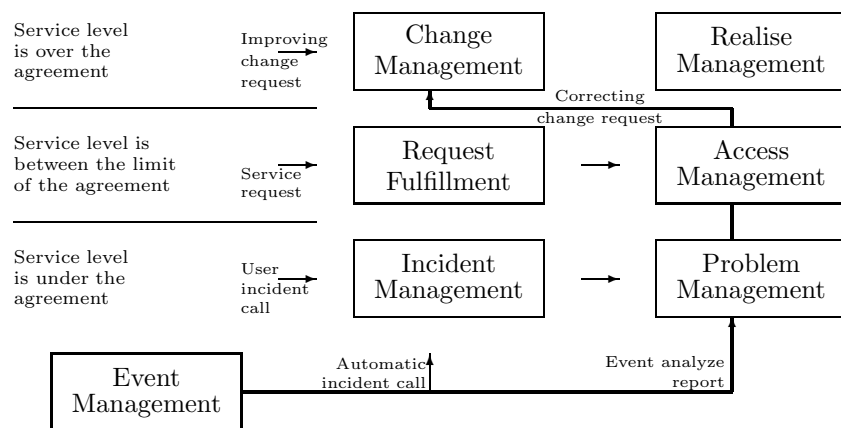 Service level
is over the
agreement
Improving
change
request
Change
Management
Realise
Management
Correcting
change request
Service level is
between the limit
of the agreement
Service
request
Request
Fulfillment
Access
Management
Service level
is under the
agreement
User
incident
call
Incident
Management
Problem
Management
Event
Management
Automatic
incident call
Event analyze
report